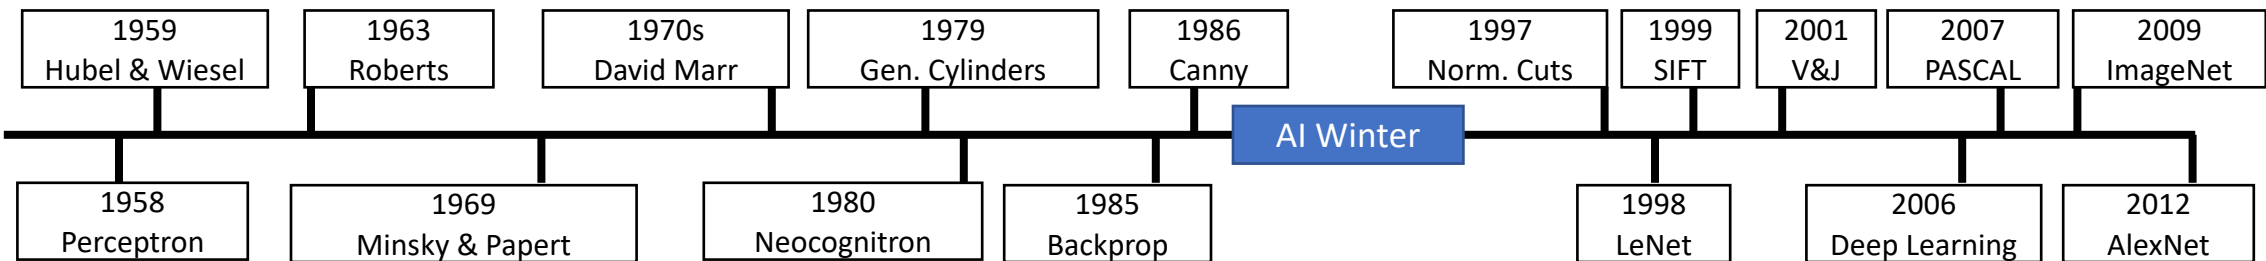 1959
Hubel & Wiesel
1963
Roberts
1970s
David Marr
1979
Gen. Cylinders
1986
Canny
1997
Norm. Cuts
1999
SIFT
2001
V&J
2007
PASCAL
2009
ImageNet
AI Winter
1958
Perceptron
1969
Minsky & Papert
1980
Neocognitron
1985
Backprop
1998
LeNet
2006
Deep Learning
2012
AlexNet